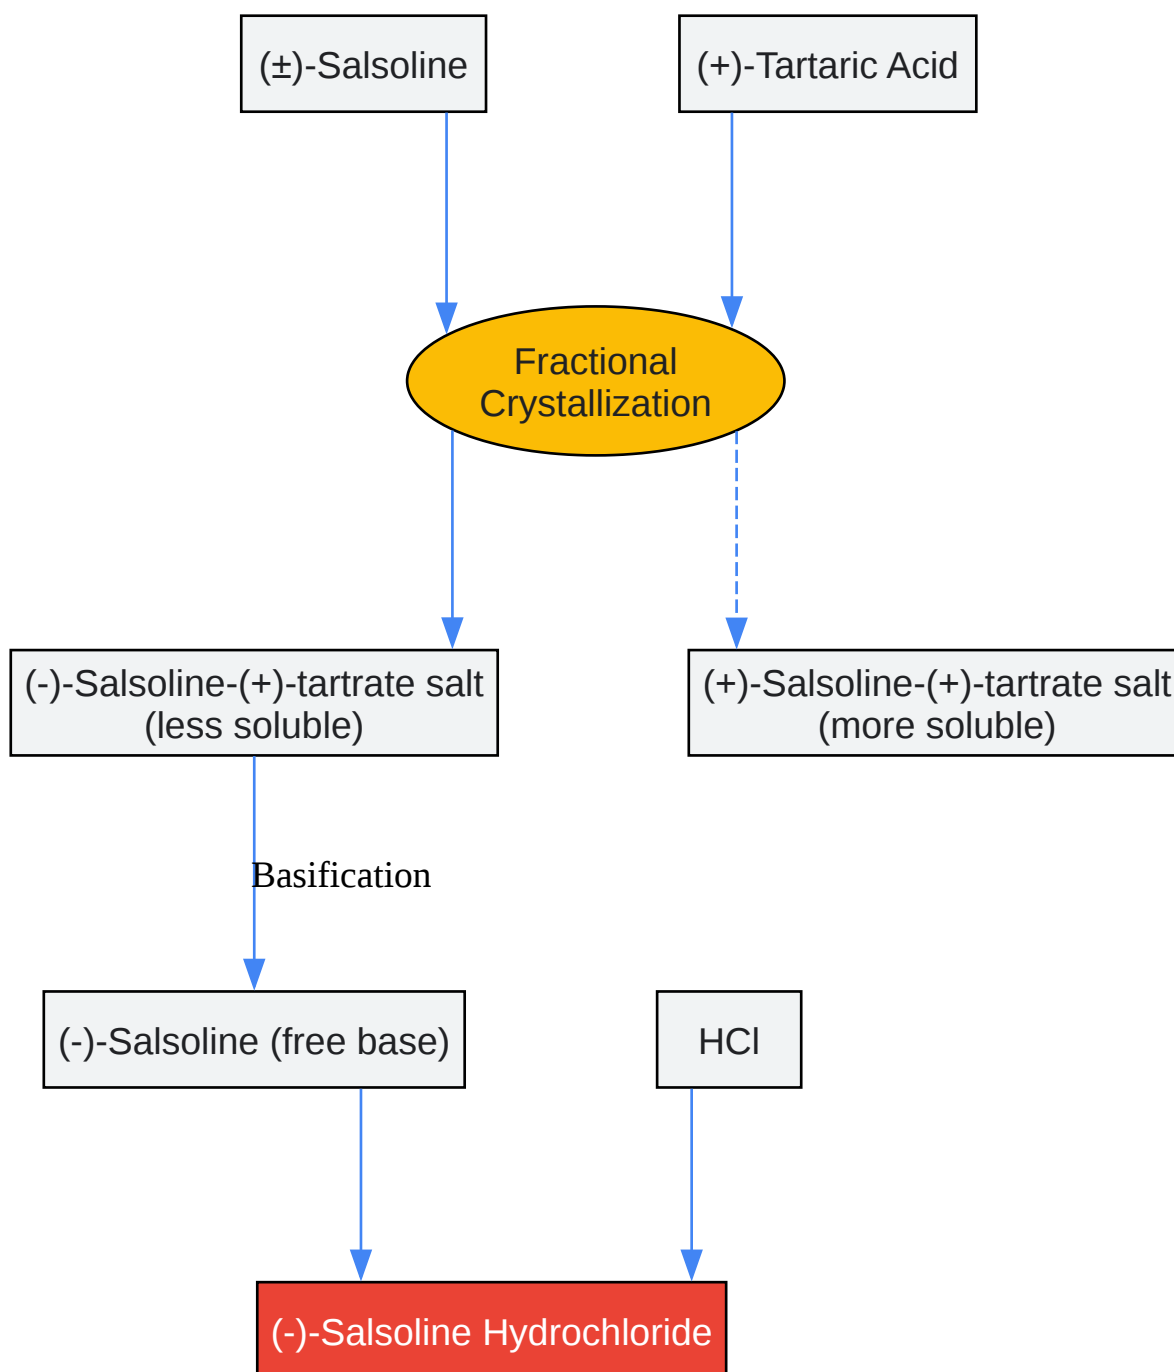 (±)-Salsoline
(+)-Tartaric Acid
Fractional
Crystallization
(-)-Salsoline-(+)-tartrate salt
(less soluble)
(+)-Salsoline-(+)-tartrate salt
(more soluble)
Basification
(-)-Salsoline (free base)
HCl
(-)-Salsoline Hydrochloride